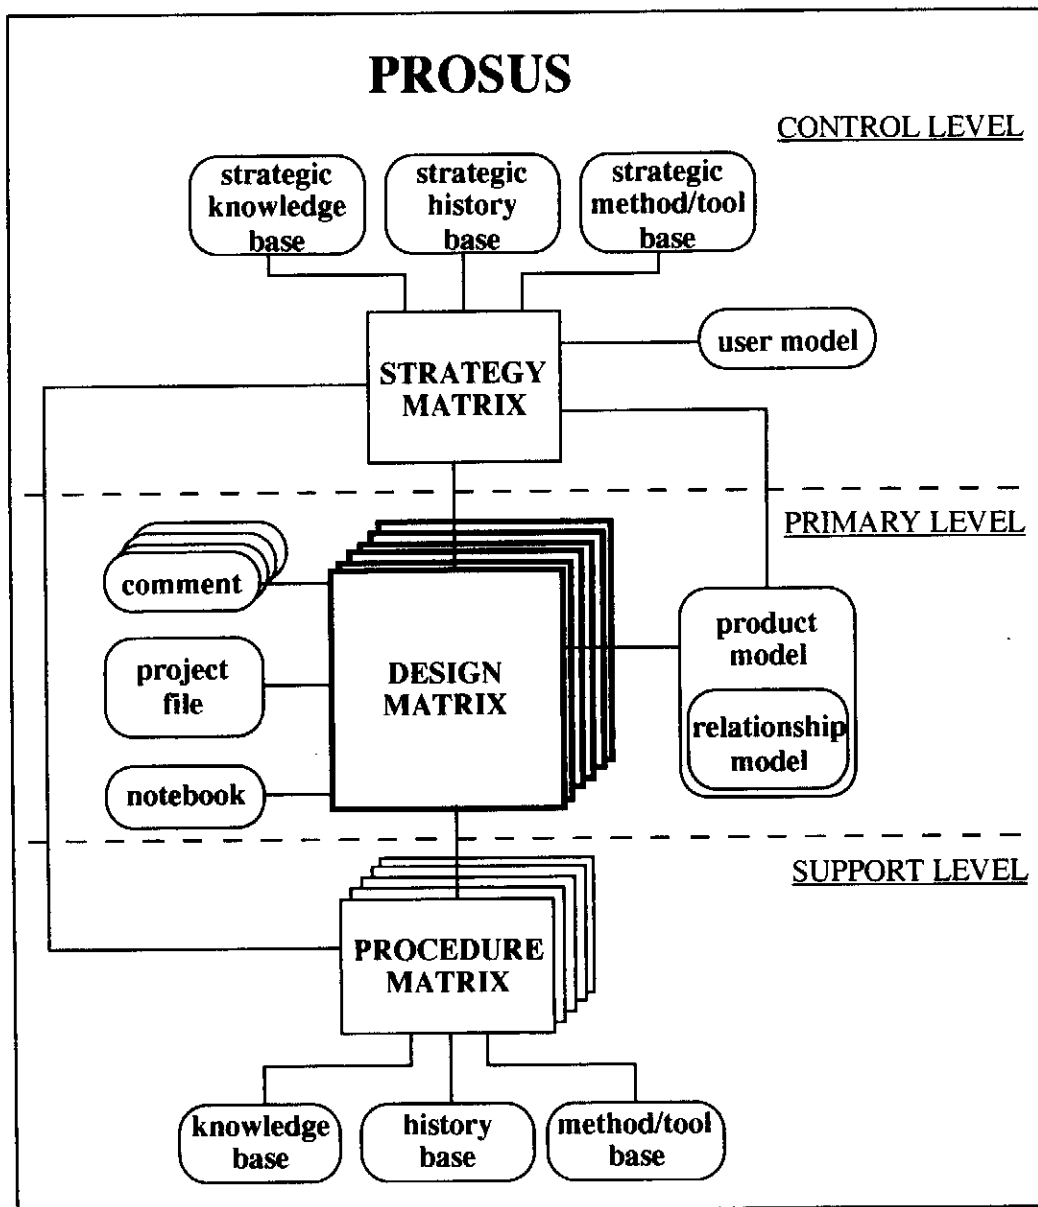 PROSUS
CONTROL LEVEL
strategic
knowledge
base
strategic
history
base
strategic
method/tool
base
user model
STRATEGY
MATRIX
PRIMARY LEVEL
comment
project
file
notebook
DESIGN
MATRIX
product
model
relationship
model
SUPPORT LEVEL
PROCEDURE
MATRIX
knowledge
base
history
base
method/tool
base